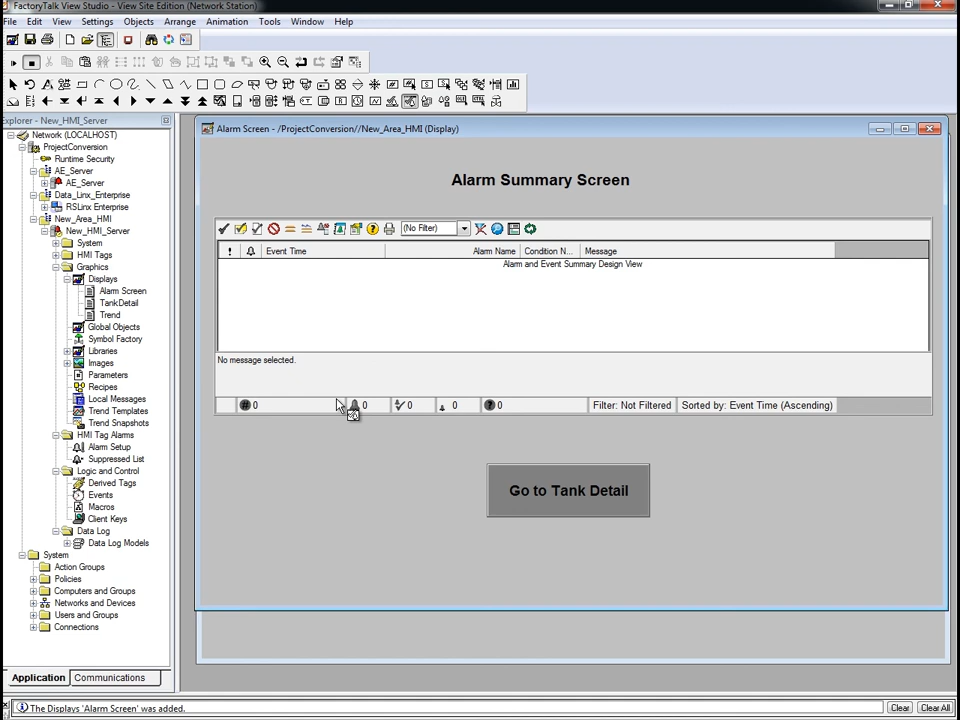 FactoryTalk View Studio - View Site Edition (Network Station)
File Edit View Settings Objects Arrange Animation Tools Window Help
Explorer - New_HMI_Server
Network (LOCALHOST)
ProjectConversion
Runtime Security
AE_Server
AE_Server
Data_Linx_Enterprise
RSLinx Enterprise
New_Area_HMI
New_HMI_Server
System
HMI Tags
Graphics
Displays
Alarm Screen
TankDetail
Trend
Global Objects
Symbol Factory
Libraries
Images
Parameters
Recipes
Local Messages
Trend Templates
Trend Snapshots
HMI Tag Alarms
Alarm Setup
Suppressed List
Logic and Control
Derived Tags
Events
Macros
Client Keys
Data Log
Data Log Models
System
Action Groups
Policies
Computers and Groups
Networks and Devices
Users and Groups
Connections
Application Communications
Alarm Screen - /ProjectConversion//New_Area_HMI (Display)
Alarm Summary Screen
(No Filter)
! Event Time Alarm Name Condition N... Message
Alarm and Event Summary Design View
No message selected.
# 0 0 0 0 ? 0 Filter: Not Filtered Sorted by: Event Time (Ascending)
Go to Tank Detail
The Displays 'Alarm Screen' was added. Clear Clear All